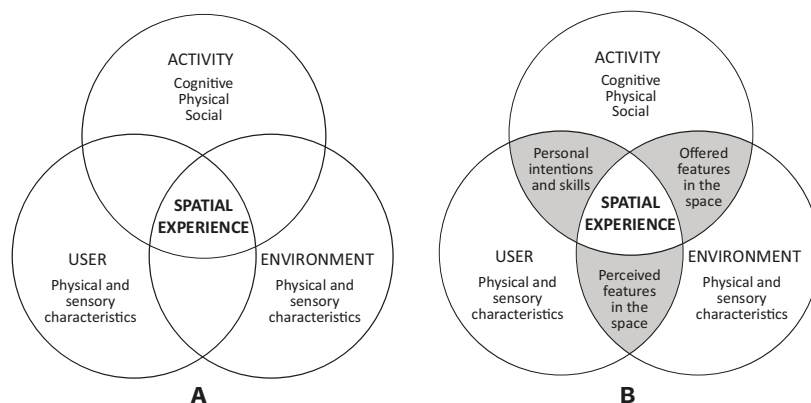 ACTIVITY
Cognitive
Physical
Social
SPATIAL
EXPERIENCE
USER
Physical and
sensory
characteristics
ENVIRONMENT
Physical and
sensory
characteristics
A
ACTIVITY
Cognitive
Physical
Social
Personal
intentions
and skills
Offered
features
in the
space
SPATIAL
EXPERIENCE
USER
Physical and
sensory
characteristics
Perceived
features
in the
space
ENVIRONMENT
Physical and
sensory
characteristics
B